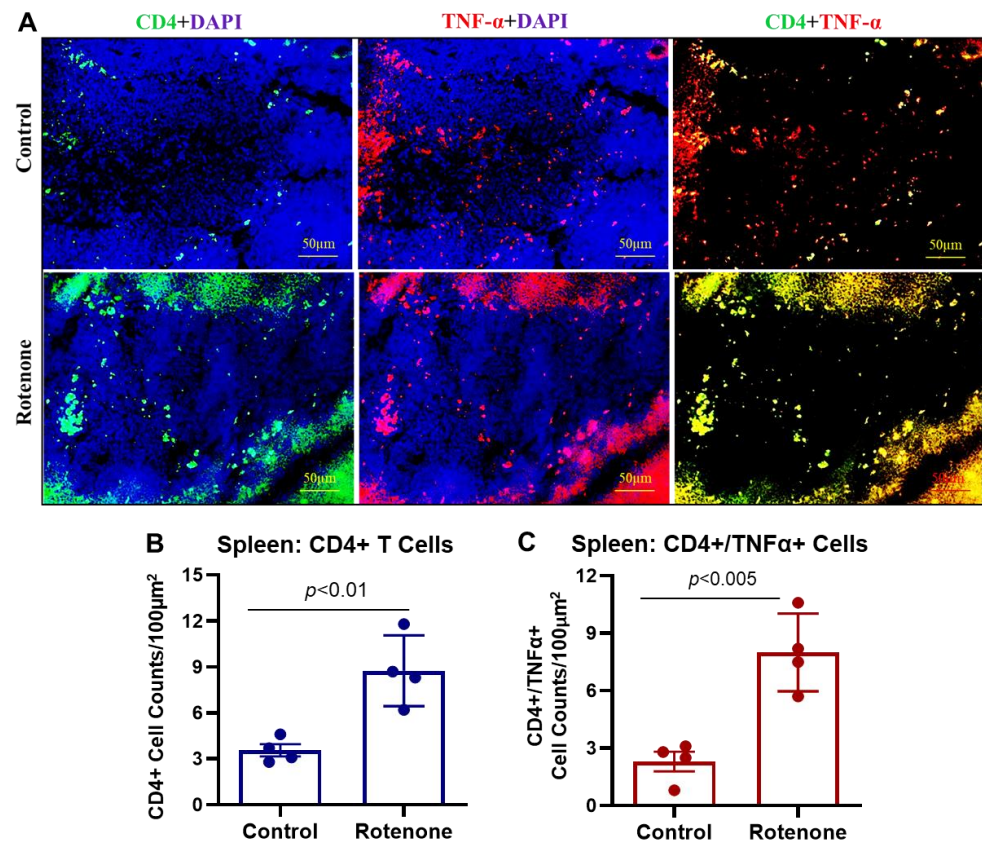 A
CD4+DAPI
TNF-α+DAPI
CD4+TNF-α
Control
50μm
50μm
50μm
Rotenone
50μm
50μm
B
Spleen: CD4+ T Cells
CD4+ Cell Counts/100μm²
15
12
9
6
3
0
p<0.01
Control
Rotenone
C
Spleen: CD4+/TNFα+ Cells
CD4+/TNFα+
Cell Counts/100μm²
12
9
6
3
0
p<0.005
Control
Rotenone